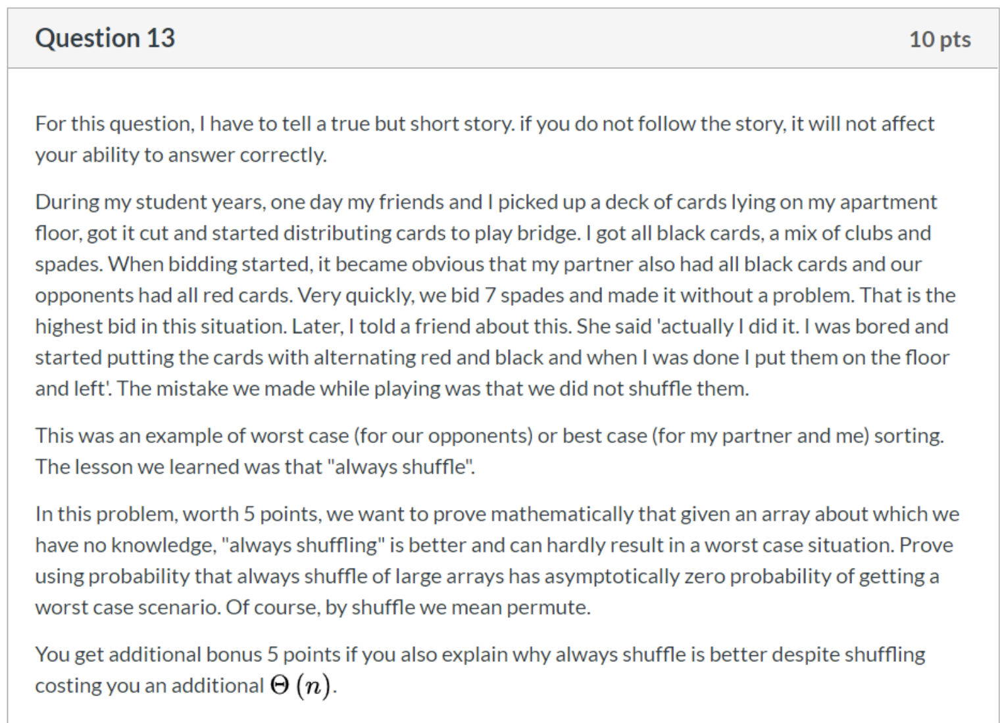 Question 13
10 pts
For this question, I have to tell a true but short story. if you do not follow the story, it will not affect
your ability to answer correctly.
During my student years, one day my friends and I picked up a deck of cards lying on my apartment
floor, got it cut and started distributing cards to play bridge. I got all black cards, a mix of clubs and
spades. When bidding started, it became obvious that my partner also had all black cards and our
opponents had all red cards. Very quickly, we bid 7 spades and made it without a problem. That is the
highest bid in this situation. Later, I told a friend about this. She said 'actually I did it. I was bored and
started putting the cards with alternating red and black and when I was done I put them on the floor
and left'. The mistake we made while playing was that we did not shuffle them.
This was an example of worst case (for our opponents) or best case (for my partner and me) sorting.
The lesson we learned was that "always shuffle".
In this problem, worth 5 points, we want to prove mathematically that given an array about which we
have no knowledge, "always shuffling" is better and can hardly result in a worst case situation. Prove
using probability that always shuffle of large arrays has asymptotically zero probability of getting a
worst case scenario. Of course, by shuffle we mean permute.
You get additional bonus 5 points if you also explain why always shuffle is better despite shuffling
costing you an additional Θ (n).